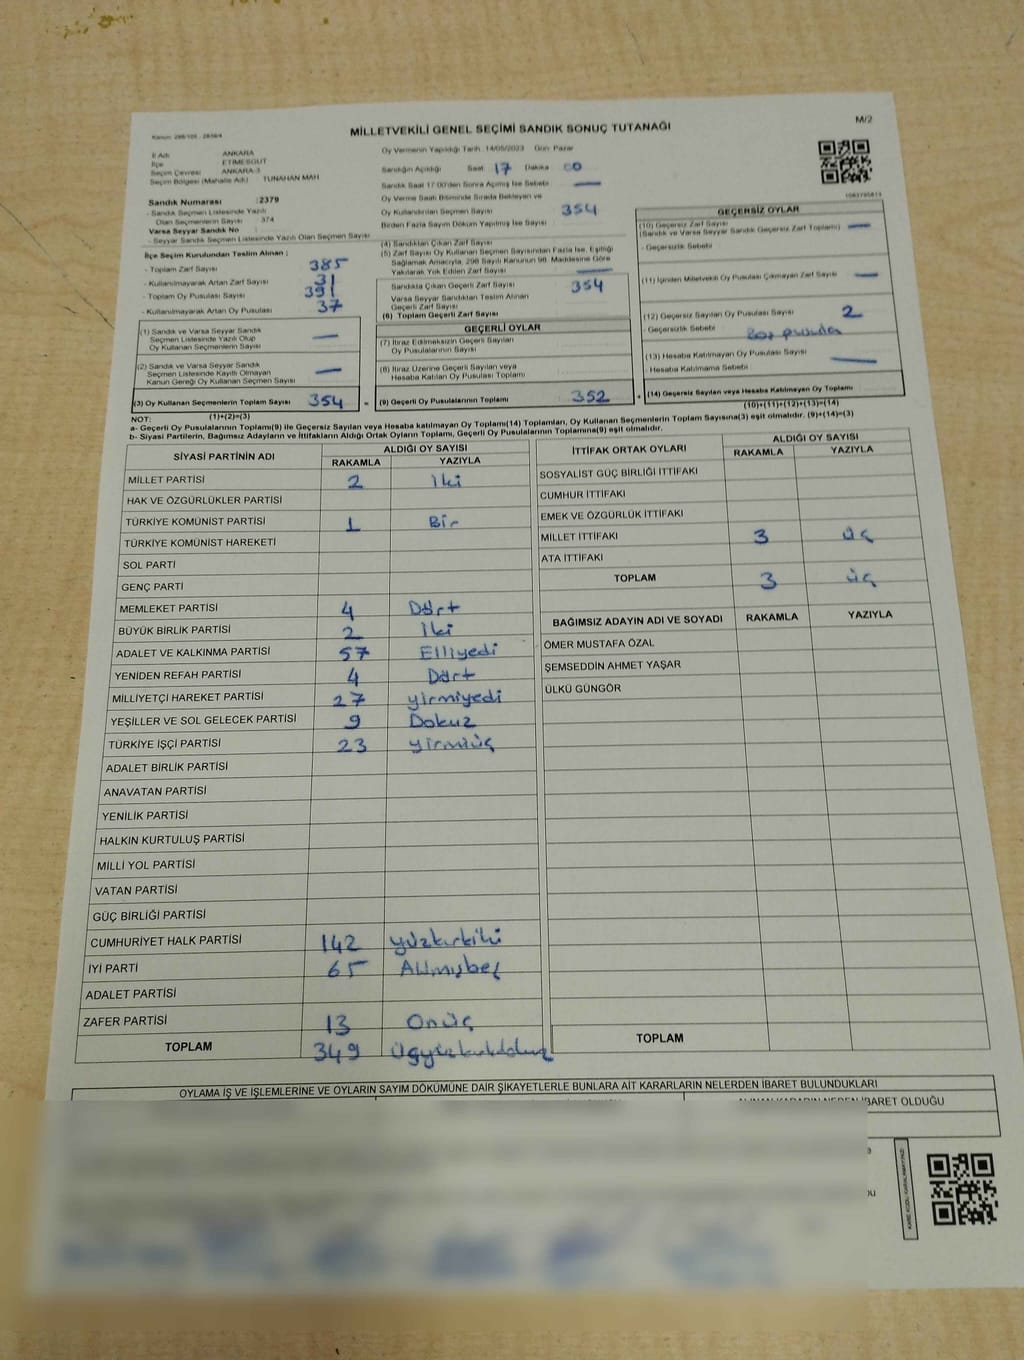 Kanun: 298/105 - 2839/4
MİLLETVEKİLİ GENEL SEÇİMİ SANDIK SONUÇ TUTANAĞI
M/2
İl Adı ANKARA
İlçe ETİMESGUT
Seçim Çevresi ANKARA-3
Seçim Bölgesi (Mahalle Adı) TUNAHAN MAH.
Sandık Numarası :2379
- Sandık Seçmen Listesinde Yazılı
Olan Seçmenlerin Sayısı 374
Varsa Seyyar Sandık No
- Seyyar Sandık Seçmen Listesinde Yazılı Olan Seçmen Sayısı
İlçe Seçim Kurulundan Teslim Alınan ;
- Toplam Zarf Sayısı 385
- Kullanılmayarak Artan Zarf Sayısı 31
- Toplam Oy Pusulası Sayısı 391
- Kullanılmayarak Artan Oy Pusulası 37
(1) Sandık ve Varsa Seyyar Sandık
Seçmen Listesinde Yazılı Olup
Oy Kullanan Seçmenlerin Sayısı —
(2) Sandık ve Varsa Seyyar Sandık
Seçmen Listesinde Kayıtlı Olmayan
Kanun Gereği Oy Kullanan Seçmen Sayısı —
(3) Oy Kullanan Seçmenlerin Toplam Sayısı 354
(1)+(2)=(3)
Oy Vermenin Yapıldığı Tarih 14/05/2023 Gün Pazar
Sandığın Açıldığı Saat 17 Dakika 00
Sandık Saat 17.00'den Sonra Açılmış İse Sebebi —
Oy Verme Saati Bitiminde Sırada Bekleyen ve
Oy Kullandırılan Seçmen Sayısı 354
Birden Fazla Sayım Döküm Yapılmış İse Sayısı
(4) Sandıktan Çıkan Zarf Sayısı
(5) Zarf Sayısı Oy Kullanan Seçmen Sayısından Fazla İse, Eşitliği
Sağlamak Amacıyla, 298 Sayılı Kanunun 98. Maddesine Göre
Yakılarak Yok Edilen Zarf Sayısı —
Sandıkta Çıkan Geçerli Zarf Sayısı 354
Varsa Seyyar Sandıktan Teslim Alınan
Geçerli Zarf Sayısı
(6) Toplam Geçerli Zarf Sayısı
GEÇERLİ OYLAR
(7) İtiraz Edilmeksizin Geçerli Sayılan
Oy Pusulalarının Sayısı
(8) İtiraz Üzerine Geçerli Sayılan veya
Hesaba Katılan Oy Pusulası Toplamı
(9) Geçerli Oy Pusulalarının Toplamı 352
1083795813
GEÇERSİZ OYLAR
(10) Geçersiz Zarf Sayısı
(Sandık ve Varsa Seyyar Sandık Geçersiz Zarf Toplamı) —
- Geçersizlik Sebebi
(11) İçinden Milletvekili Oy Pusulası Çıkmayan Zarf Sayısı —
(12) Geçersiz Sayılan Oy Pusulası Sayısı 2
- Geçersizlik Sebebi Boş pusula
(13) Hesaba Katılmayan Oy Pusulası Sayısı —
- Hesaba Katılmama Sebebi
(14) Geçersiz Sayılan veya Hesaba Katılmayan Oy Toplamı
(10)+(11)+(12)+(13)=(14)
NOT:
a- Geçerli Oy Pusulalarının Toplamı(9) ile Geçersiz Sayılan veya Hesaba katılmayan Oy Toplamı(14) Toplamları, Oy Kullanan Seçmenlerin Toplam Sayısına(3) eşit olmalıdır. (9)+(14)=(3)
b- Siyasi Partilerin, Bağımsız Adayların ve İttifakların Aldığı Ortak Oyların Toplamı, Geçerli Oy Pusulalarının Toplamına(9) eşit olmalıdır.
SİYASİ PARTİNİN ADI ALDIĞI OY SAYISI
RAKAMLA YAZIYLA
MİLLET PARTİSİ 2 İki
HAK VE ÖZGÜRLÜKLER PARTİSİ
TÜRKİYE KOMÜNİST PARTİSİ 1 Bir
TÜRKİYE KOMÜNİST HAREKETİ
SOL PARTİ
GENÇ PARTİ
MEMLEKET PARTİSİ 4 Dört
BÜYÜK BİRLİK PARTİSİ 2 İki
ADALET VE KALKINMA PARTİSİ 57 Elliyedi
YENİDEN REFAH PARTİSİ 4 Dört
MİLLİYETÇİ HAREKET PARTİSİ 27 yirmiyedi
YEŞİLLER VE SOL GELECEK PARTİSİ 9 Dokuz
TÜRKİYE İŞÇİ PARTİSİ 23 yirmiüç
ADALET BİRLİK PARTİSİ
ANAVATAN PARTİSİ
YENİLİK PARTİSİ
HALKIN KURTULUŞ PARTİSİ
MİLLİ YOL PARTİSİ
VATAN PARTİSİ
GÜÇ BİRLİĞİ PARTİSİ
CUMHURİYET HALK PARTİSİ 142 yüzkırkiki
İYİ PARTİ 65 Altmışbeş
ADALET PARTİSİ
ZAFER PARTİSİ 13 Onüç
TOPLAM 349 Üçyüzkırkdokuz
İTTİFAK ORTAK OYLARI ALDIĞI OY SAYISI
RAKAMLA YAZIYLA
SOSYALİST GÜÇ BİRLİĞİ İTTİFAKI
CUMHUR İTTİFAKI
EMEK VE ÖZGÜRLÜK İTTİFAKI
MİLLET İTTİFAKI 3 üç
ATA İTTİFAKI
TOPLAM 3 üç
BAĞIMSIZ ADAYIN ADI VE SOYADI RAKAMLA YAZIYLA
ÖMER MUSTAFA ÖZAL
ŞEMSEDDİN AHMET YAŞAR
ÜLKÜ GÜNGÖR
TOPLAM
OYLAMA İŞ VE İŞLEMLERİNE VE OYLARIN SAYIM DÖKÜMÜNE DAİR ŞİKAYETLERLE BUNLARA AİT KARARLARIN NELERDEN İBARET BULUNDUKLARI
ALINAN KARARIN NEDEN İBARET OLDUĞU